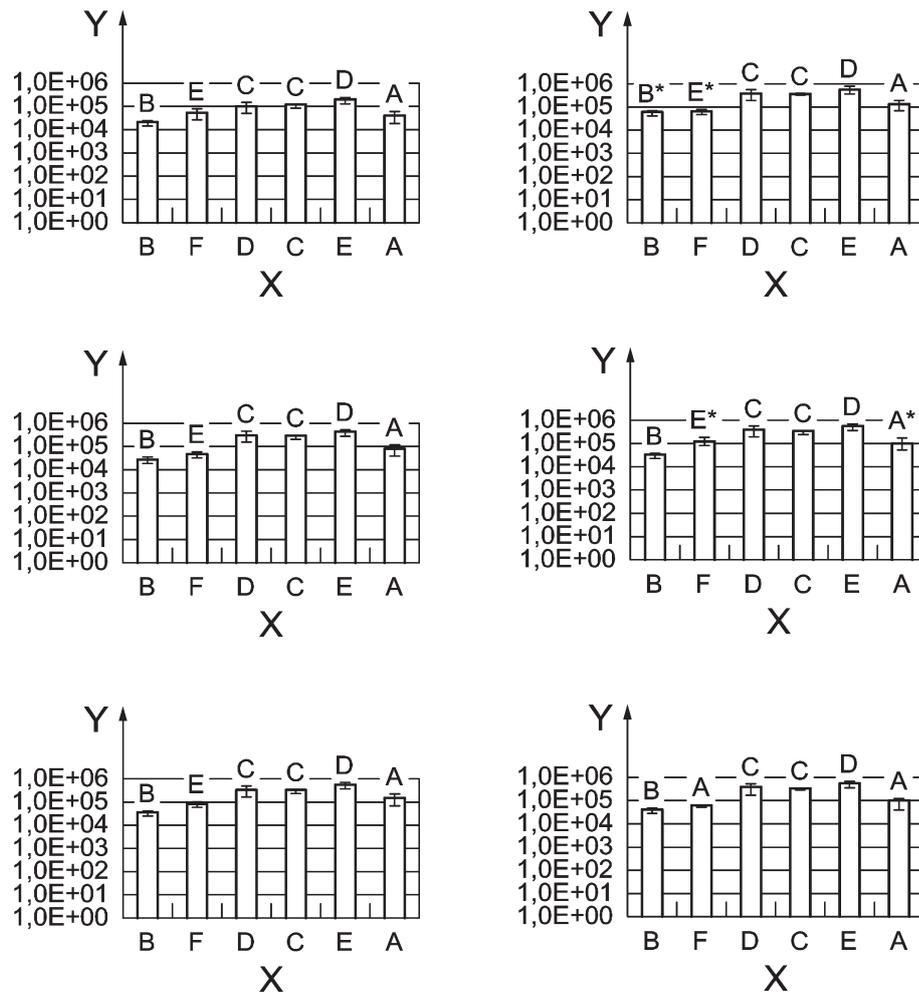 Y
1,0E+06
1,0E+05
1,0E+04
1,0E+03
1,0E+02
1,0E+01
1,0E+00
B E C C D A
B F D C E A
X
Y
1,0E+06
1,0E+05
1,0E+04
1,0E+03
1,0E+02
1,0E+01
1,0E+00
B* E* C C D A
B F D C E A
X
Y
1,0E+06
1,0E+05
1,0E+04
1,0E+03
1,0E+02
1,0E+01
1,0E+00
B E C C D A
B F D C E A
X
Y
1,0E+06
1,0E+05
1,0E+04
1,0E+03
1,0E+02
1,0E+01
1,0E+00
B E* C C D A*
B F D C E A
X
Y
1,0E+06
1,0E+05
1,0E+04
1,0E+03
1,0E+02
1,0E+01
1,0E+00
B E C C D A
B F D C E A
X
Y
1,0E+06
1,0E+05
1,0E+04
1,0E+03
1,0E+02
1,0E+01
1,0E+00
B A C C D A
B F D C E A
X